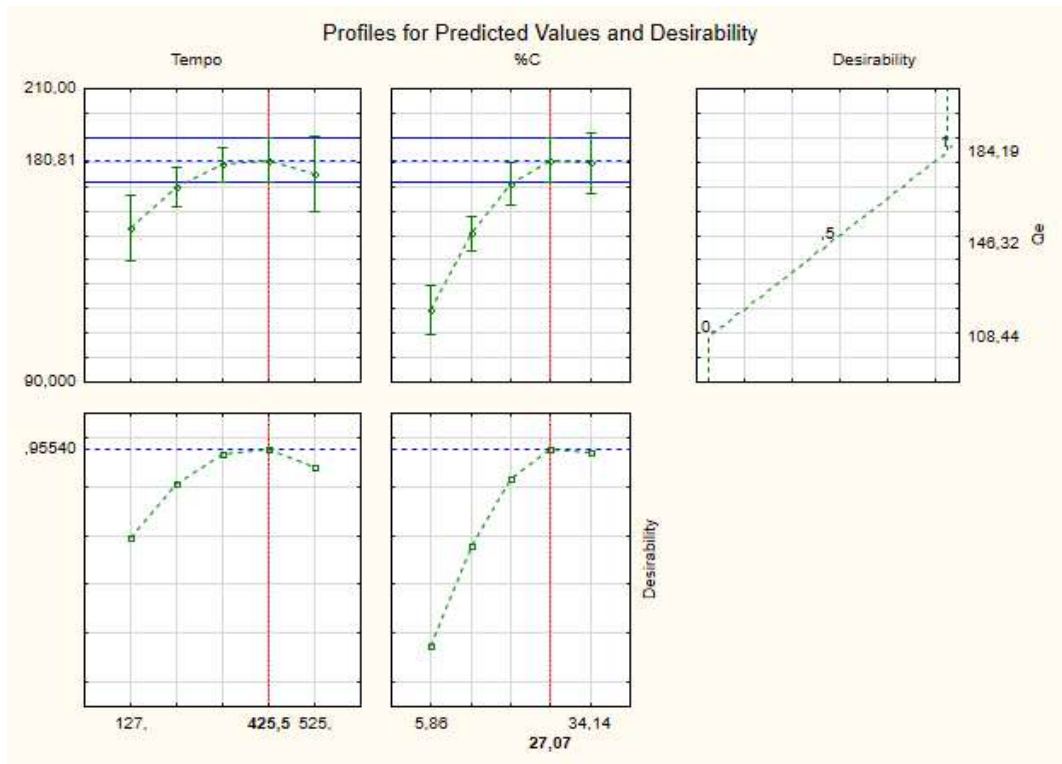 Profiles for Predicted Values and Desirability
Tempo %C Desirability
210,00
180,81
90,000
1,
,5
0,
184,19
146,32
108,44
Qe
,95540
Desirability
127, 425,5 525, 5,86 34,14
27,07